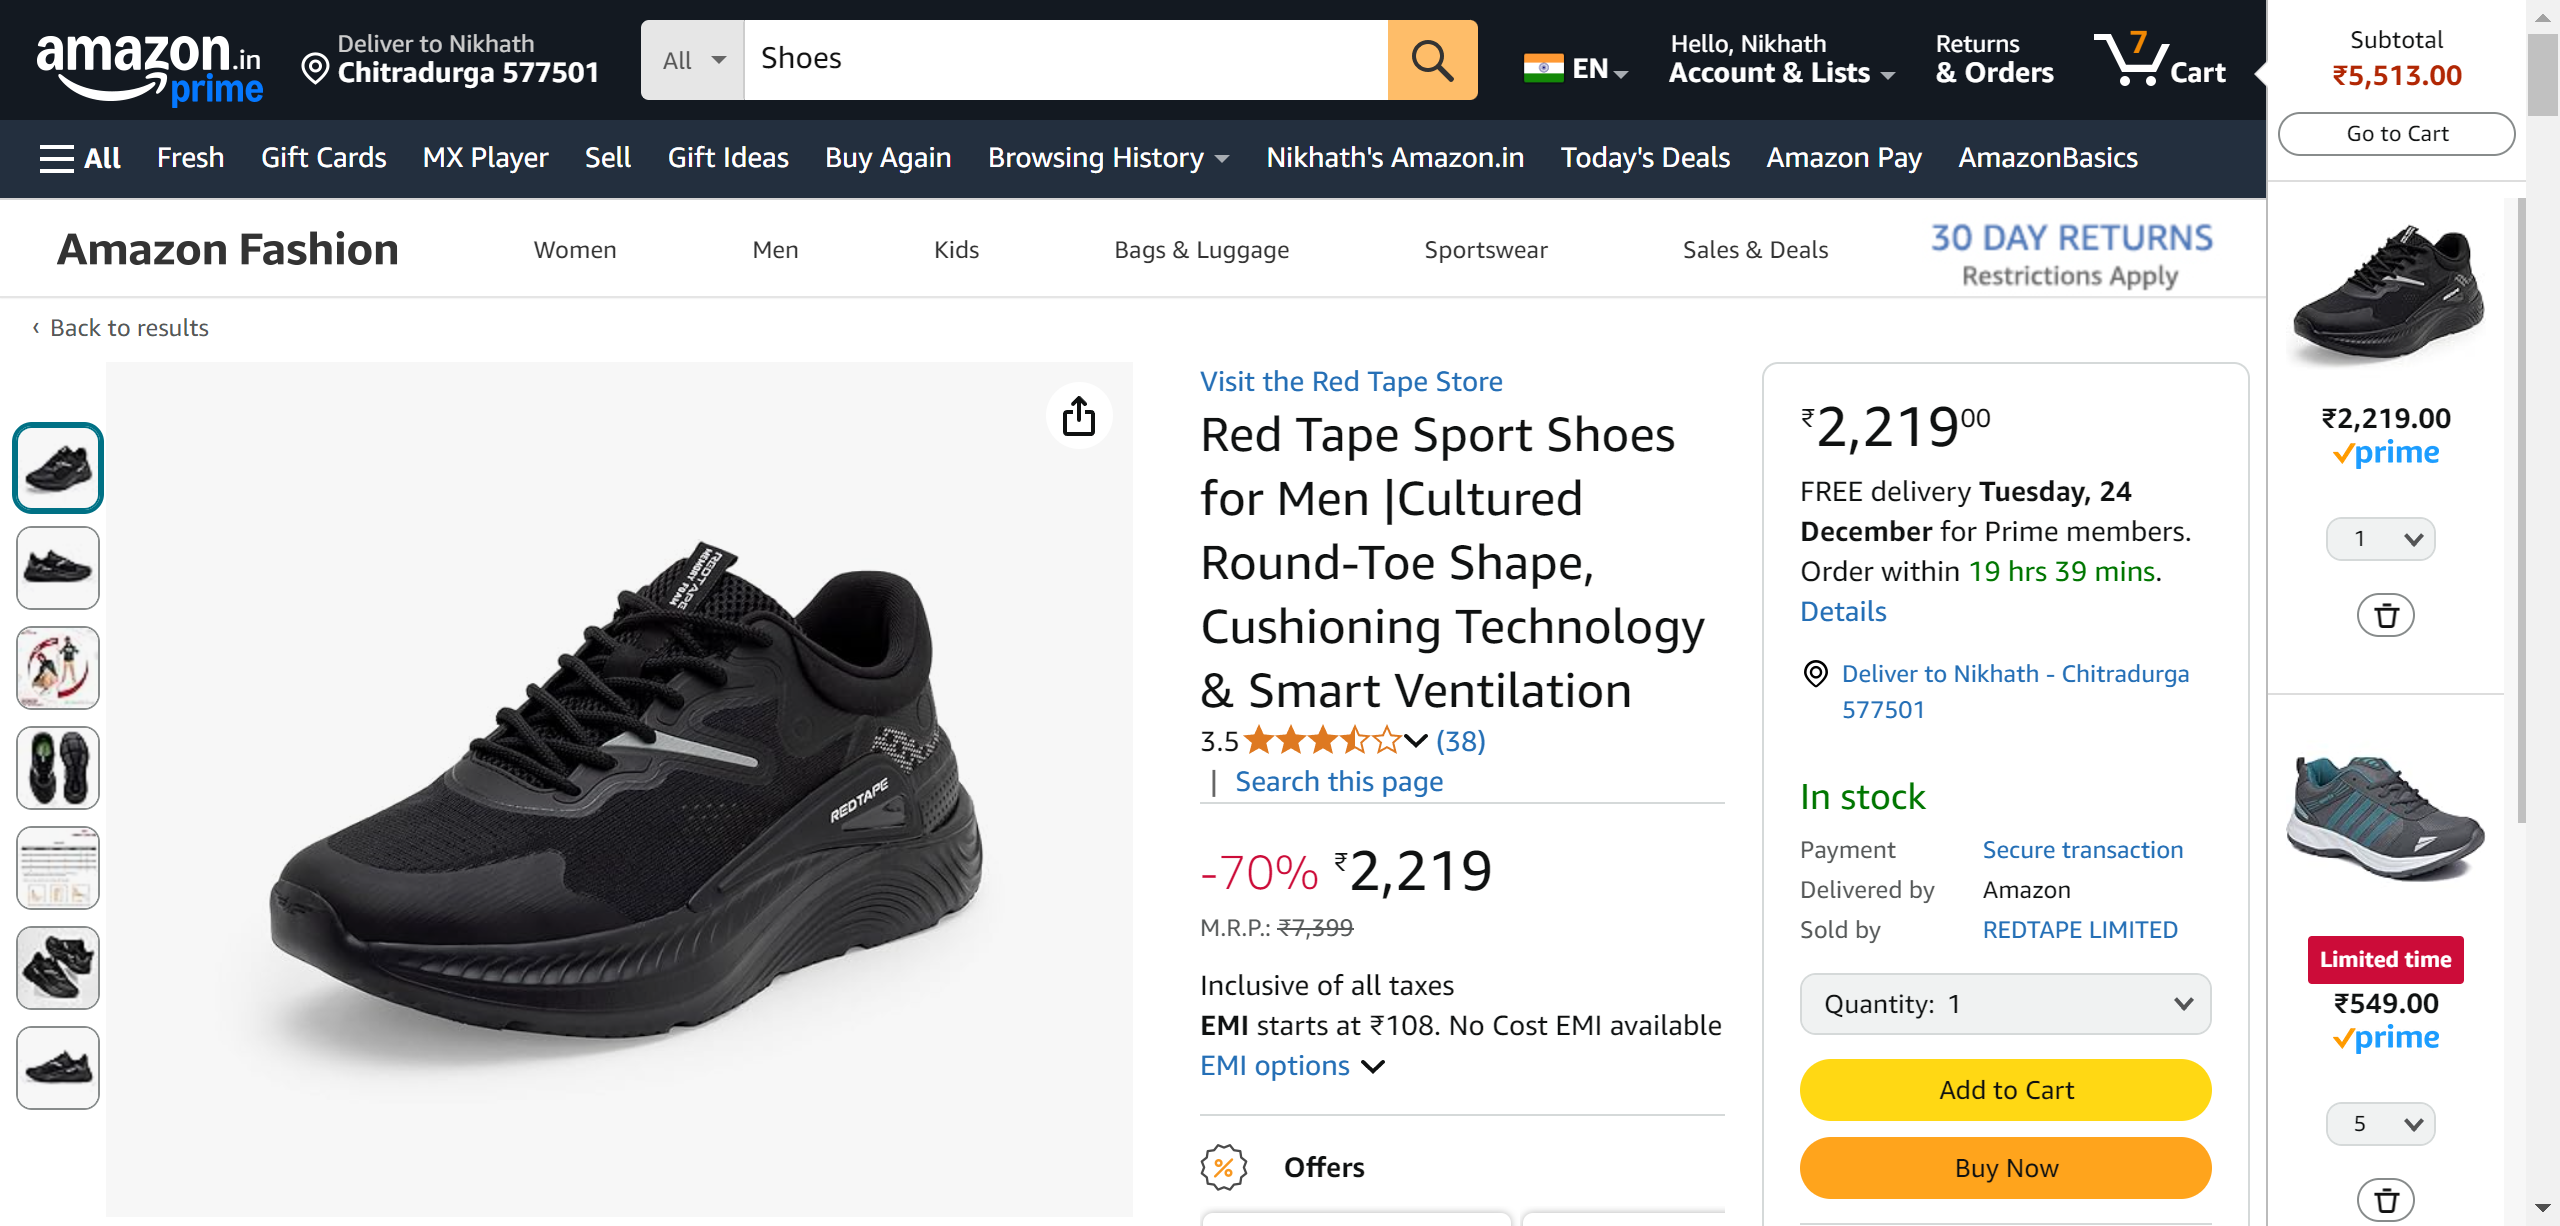 amazon.in
prime
Deliver to Nikhath
Chitradurga 577501
All
Shoes
EN
Hello, Nikhath
Account & Lists
Returns
& Orders
7
Cart
Subtotal
₹5,513.00
Go to Cart
All
Fresh
Gift Cards
MX Player
Sell
Gift Ideas
Buy Again
Browsing History
Nikhath's Amazon.in
Today's Deals
Amazon Pay
AmazonBasics
Amazon Fashion
Women
Men
Kids
Bags & Luggage
Sportswear
Sales & Deals
30 DAY RETURNS
Restrictions Apply
‹ Back to results
REDTAPE
MEMORY FOAM
REDTAPE
Visit the Red Tape Store
Red Tape Sport Shoes
for Men |Cultured
Round-Toe Shape,
Cushioning Technology
& Smart Ventilation
3.5 (38)
| Search this page
-70% ₹2,219
M.R.P.: ₹7,399
Inclusive of all taxes
EMI starts at ₹108. No Cost EMI available
EMI options
% Offers
₹2,21900
FREE delivery Tuesday, 24
December for Prime members.
Order within 19 hrs 39 mins.
Details
Deliver to Nikhath - Chitradurga
577501
In stock
Payment Secure transaction
Delivered by Amazon
Sold by REDTAPE LIMITED
Quantity: 1
Add to Cart
Buy Now
₹2,219.00
prime
1
Limited time
₹549.00
prime
5